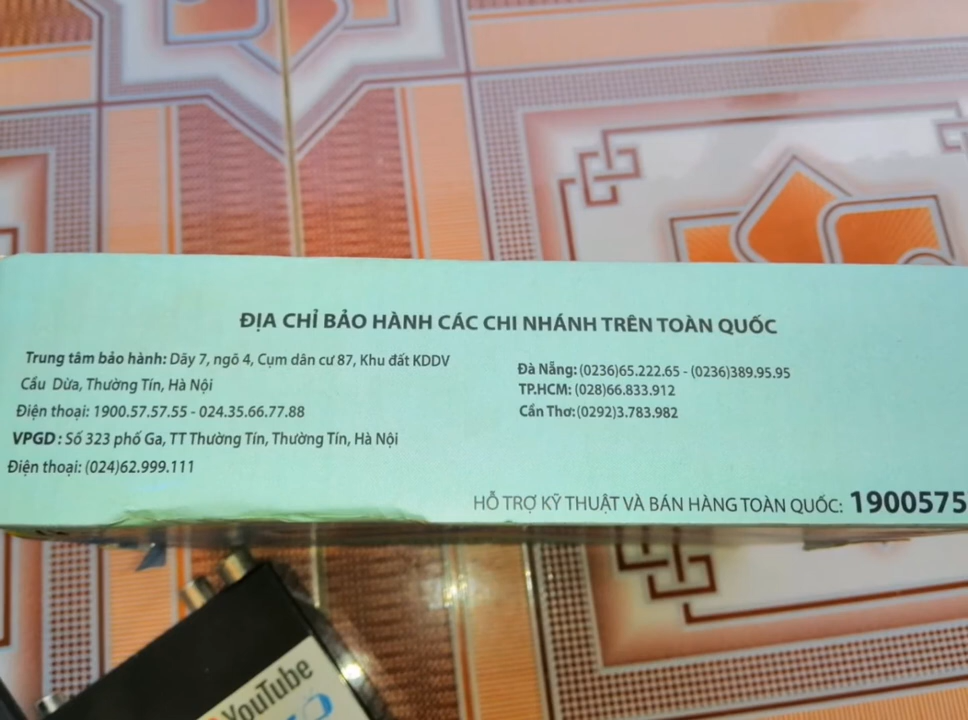 ĐỊA CHỈ BẢO HÀNH CÁC CHI NHÁNH TRÊN TOÀN QUỐC
Trung tâm bảo hành: Dãy 7, ngõ 4, Cụm dân cư 87, Khu đất KDDV
Cầu Dừa, Thường Tín, Hà Nội
Điện thoại: 1900.57.57.55 - 024.35.66.77.88
VPGD : Số 323 phố Ga, TT Thường Tín, Thường Tín, Hà Nội
Điện thoại: (024)62.999.111
Đà Nẵng: (0236)65.222.65 - (0236)389.95.95
TP.HCM: (028)66.833.912
Cần Thơ: (0292)3.783.982
HỖ TRỢ KỸ THUẬT VÀ BÁN HÀNG TOÀN QUỐC: 1900575
YouTube